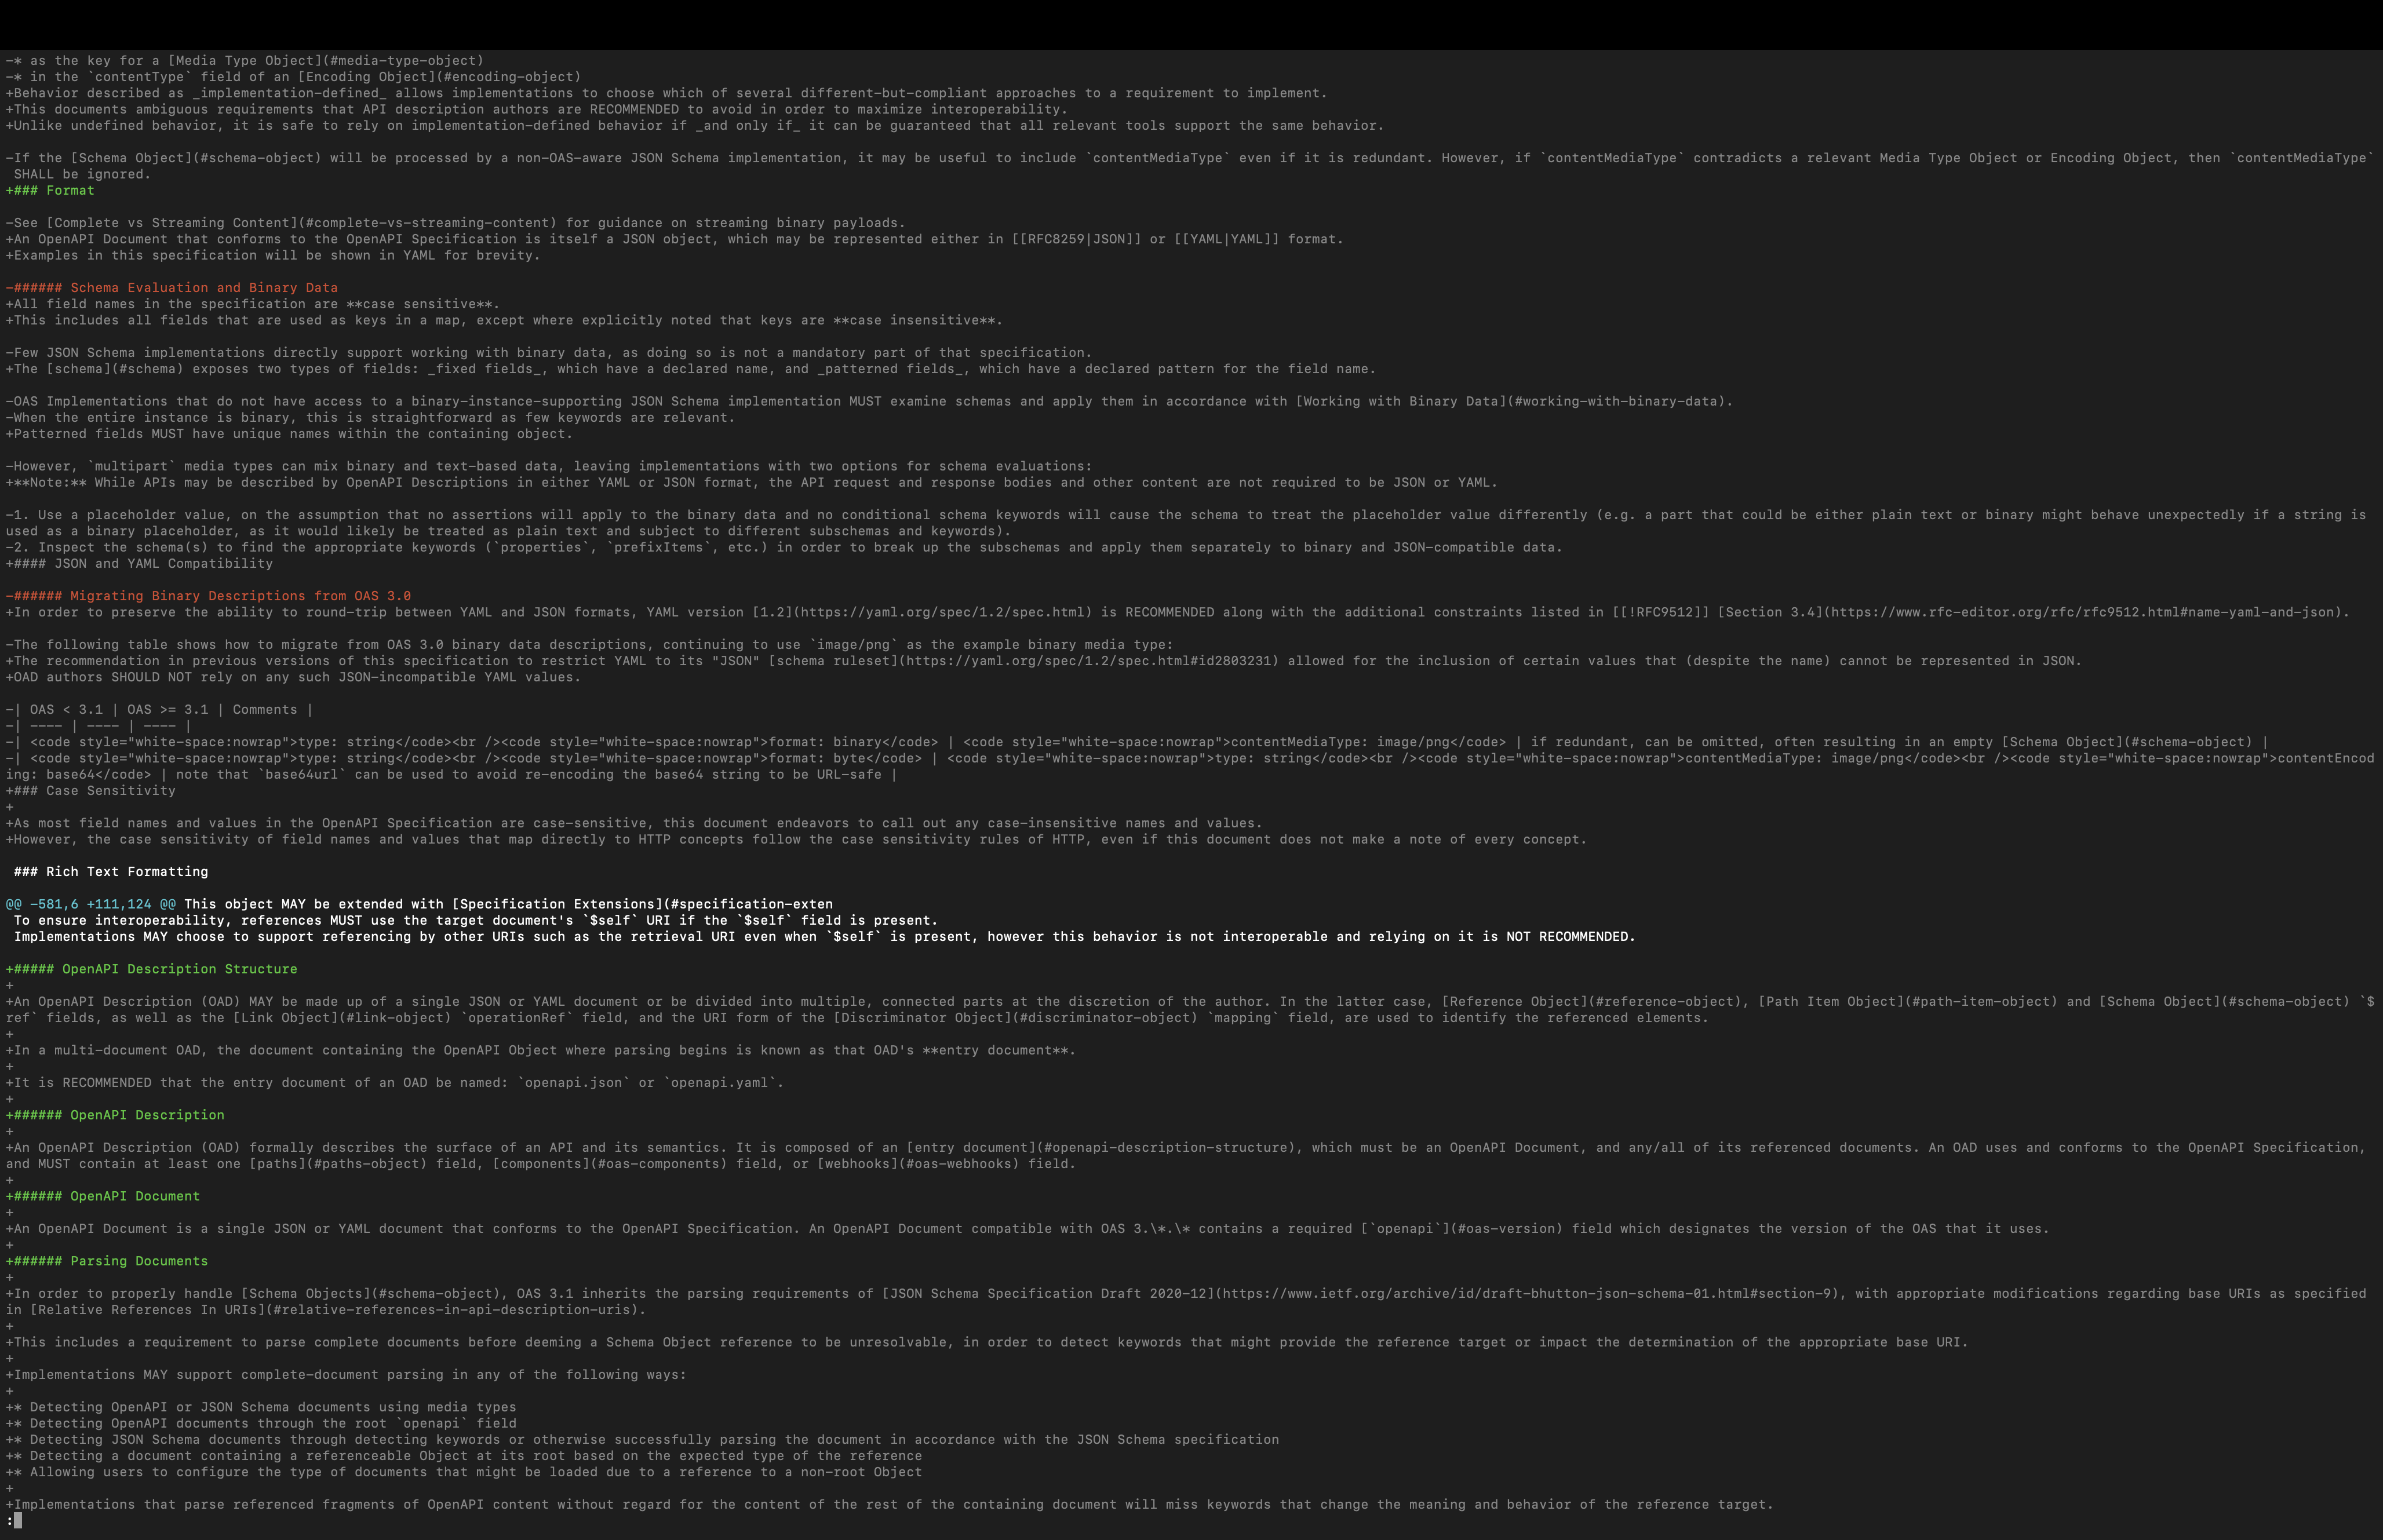 -* as the key for a [Media Type Object](#media-type-object)
-* in the `contentType` field of an [Encoding Object](#encoding-object)
+Behavior described as _implementation-defined_ allows implementations to choose which of several different-but-compliant approaches to a requirement to implement.
+This documents ambiguous requirements that API description authors are RECOMMENDED to avoid in order to maximize interoperability.
+Unlike undefined behavior, it is safe to rely on implementation-defined behavior if _and only if_ it can be guaranteed that all relevant tools support the same behavior.

-If the [Schema Object](#schema-object) will be processed by a non-OAS-aware JSON Schema implementation, it may be useful to include `contentMediaType` even if it is redundant. However, if `contentMediaType` contradicts a relevant Media Type Object or Encoding Object, then `contentMediaType`
 SHALL be ignored.
+### Format

-See [Complete vs Streaming Content](#complete-vs-streaming-content) for guidance on streaming binary payloads.
+An OpenAPI Document that conforms to the OpenAPI Specification is itself a JSON object, which may be represented either in [[RFC8259|JSON]] or [[YAML|YAML]] format.
+Examples in this specification will be shown in YAML for brevity.

-###### Schema Evaluation and Binary Data
+All field names in the specification are **case sensitive**.
+This includes all fields that are used as keys in a map, except where explicitly noted that keys are **case insensitive**.

-Few JSON Schema implementations directly support working with binary data, as doing so is not a mandatory part of that specification.
+The [schema](#schema) exposes two types of fields: _fixed fields_, which have a declared name, and _patterned fields_, which have a declared pattern for the field name.

-OAS Implementations that do not have access to a binary-instance-supporting JSON Schema implementation MUST examine schemas and apply them in accordance with [Working with Binary Data](#working-with-binary-data).
-When the entire instance is binary, this is straightforward as few keywords are relevant.
+Patterned fields MUST have unique names within the containing object.

-However, `multipart` media types can mix binary and text-based data, leaving implementations with two options for schema evaluations:
+**Note:** While APIs may be described by OpenAPI Descriptions in either YAML or JSON format, the API request and response bodies and other content are not required to be JSON or YAML.

-1. Use a placeholder value, on the assumption that no assertions will apply to the binary data and no conditional schema keywords will cause the schema to treat the placeholder value differently (e.g. a part that could be either plain text or binary might behave unexpectedly if a string is
used as a binary placeholder, as it would likely be treated as plain text and subject to different subschemas and keywords).
-2. Inspect the schema(s) to find the appropriate keywords (`properties`, `prefixItems`, etc.) in order to break up the subschemas and apply them separately to binary and JSON-compatible data.
+#### JSON and YAML Compatibility

-###### Migrating Binary Descriptions from OAS 3.0
+In order to preserve the ability to round-trip between YAML and JSON formats, YAML version [1.2](https://yaml.org/spec/1.2/spec.html) is RECOMMENDED along with the additional constraints listed in [[!RFC9512]] [Section 3.4](https://www.rfc-editor.org/rfc/rfc9512.html#name-yaml-and-json).

-The following table shows how to migrate from OAS 3.0 binary data descriptions, continuing to use `image/png` as the example binary media type:
+The recommendation in previous versions of this specification to restrict YAML to its "JSON" [schema ruleset](https://yaml.org/spec/1.2/spec.html#id2803231) allowed for the inclusion of certain values that (despite the name) cannot be represented in JSON.
+OAD authors SHOULD NOT rely on any such JSON-incompatible YAML values.

-| OAS < 3.1 | OAS >= 3.1 | Comments |
-| ---- | ---- | ---- |
-| <code style="white-space:nowrap">type: string</code><br /><code style="white-space:nowrap">format: binary</code> | <code style="white-space:nowrap">contentMediaType: image/png</code> | if redundant, can be omitted, often resulting in an empty [Schema Object](#schema-object) |
-| <code style="white-space:nowrap">type: string</code><br /><code style="white-space:nowrap">format: byte</code> | <code style="white-space:nowrap">type: string</code><br /><code style="white-space:nowrap">contentMediaType: image/png</code><br /><code style="white-space:nowrap">contentEncod
ing: base64</code> | note that `base64url` can be used to avoid re-encoding the base64 string to be URL-safe |
+### Case Sensitivity
+
+As most field names and values in the OpenAPI Specification are case-sensitive, this document endeavors to call out any case-insensitive names and values.
+However, the case sensitivity of field names and values that map directly to HTTP concepts follow the case sensitivity rules of HTTP, even if this document does not make a note of every concept.

 ### Rich Text Formatting

@@ -581,6 +111,124 @@ This object MAY be extended with [Specification Extensions](#specification-exten
 To ensure interoperability, references MUST use the target document's `$self` URI if the `$self` field is present.
 Implementations MAY choose to support referencing by other URIs such as the retrieval URI even when `$self` is present, however this behavior is not interoperable and relying on it is NOT RECOMMENDED.

+##### OpenAPI Description Structure
+
+An OpenAPI Description (OAD) MAY be made up of a single JSON or YAML document or be divided into multiple, connected parts at the discretion of the author. In the latter case, [Reference Object](#reference-object), [Path Item Object](#path-item-object) and [Schema Object](#schema-object) `$
ref` fields, as well as the [Link Object](#link-object) `operationRef` field, and the URI form of the [Discriminator Object](#discriminator-object) `mapping` field, are used to identify the referenced elements.
+
+In a multi-document OAD, the document containing the OpenAPI Object where parsing begins is known as that OAD's **entry document**.
+
+It is RECOMMENDED that the entry document of an OAD be named: `openapi.json` or `openapi.yaml`.
+
+###### OpenAPI Description
+
+An OpenAPI Description (OAD) formally describes the surface of an API and its semantics. It is composed of an [entry document](#openapi-description-structure), which must be an OpenAPI Document, and any/all of its referenced documents. An OAD uses and conforms to the OpenAPI Specification,
and MUST contain at least one [paths](#paths-object) field, [components](#oas-components) field, or [webhooks](#oas-webhooks) field.
+
+###### OpenAPI Document
+
+An OpenAPI Document is a single JSON or YAML document that conforms to the OpenAPI Specification. An OpenAPI Document compatible with OAS 3.\*.\* contains a required [`openapi`](#oas-version) field which designates the version of the OAS that it uses.
+
+###### Parsing Documents
+
+In order to properly handle [Schema Objects](#schema-object), OAS 3.1 inherits the parsing requirements of [JSON Schema Specification Draft 2020-12](https://www.ietf.org/archive/id/draft-bhutton-json-schema-01.html#section-9), with appropriate modifications regarding base URIs as specified
in [Relative References In URIs](#relative-references-in-api-description-uris).
+
+This includes a requirement to parse complete documents before deeming a Schema Object reference to be unresolvable, in order to detect keywords that might provide the reference target or impact the determination of the appropriate base URI.
+
+Implementations MAY support complete-document parsing in any of the following ways:
+
+* Detecting OpenAPI or JSON Schema documents using media types
+* Detecting OpenAPI documents through the root `openapi` field
+* Detecting JSON Schema documents through detecting keywords or otherwise successfully parsing the document in accordance with the JSON Schema specification
+* Detecting a document containing a referenceable Object at its root based on the expected type of the reference
+* Allowing users to configure the type of documents that might be loaded due to a reference to a non-root Object
+
+Implementations that parse referenced fragments of OpenAPI content without regard for the content of the rest of the containing document will miss keywords that change the meaning and behavior of the reference target.
: